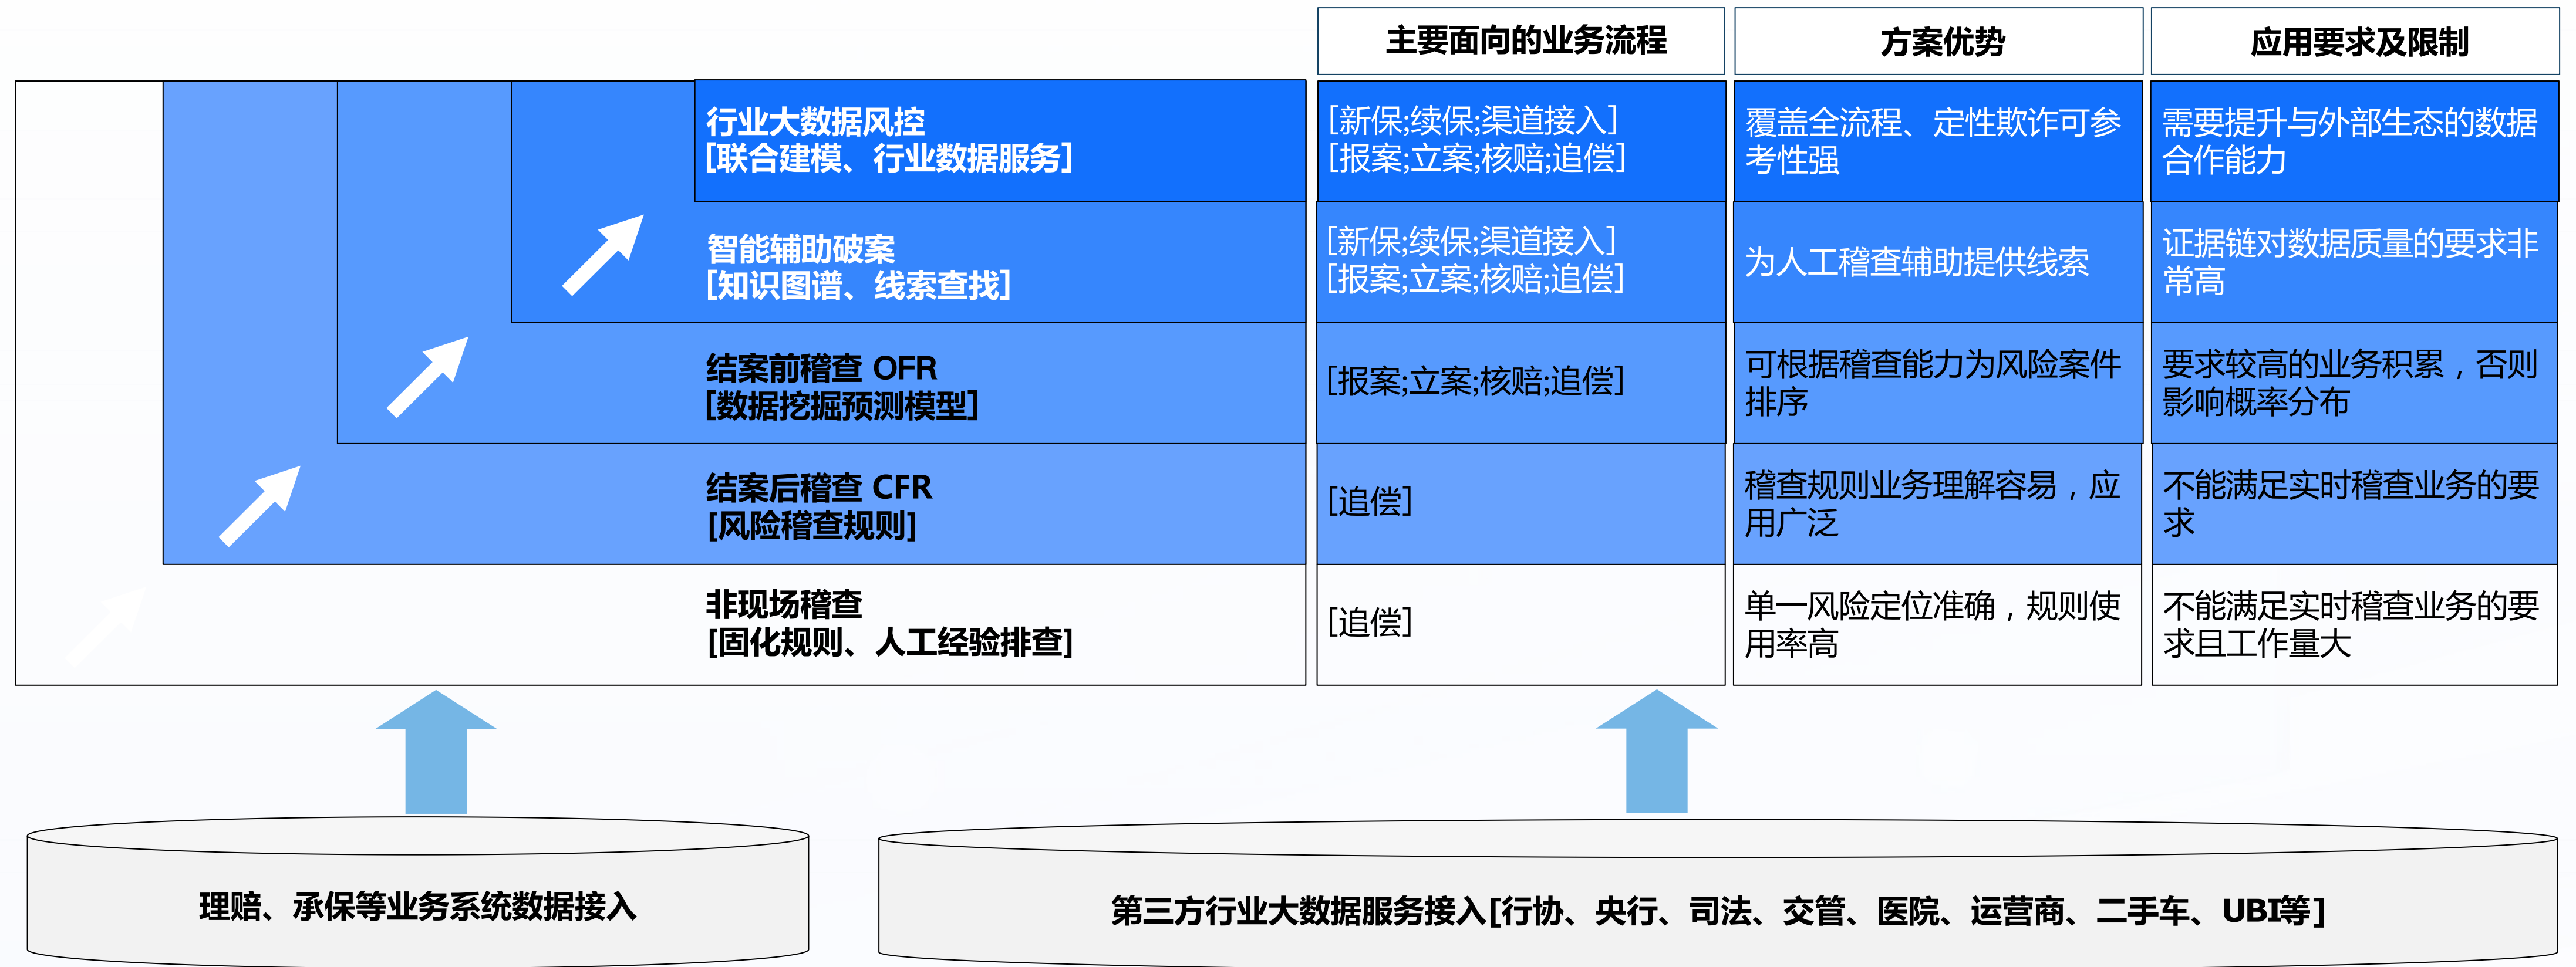 主要面向的业务流程
方案优势
应用要求及限制
行业大数据风控
[联合建模、行业数据服务]
[新保;续保;渠道接入]
[报案;立案;核赔;追偿]
覆盖全流程、定性欺诈可参
考性强
需要提升与外部生态的数据
合作能力
智能辅助破案
[知识图谱、线索查找]
[新保;续保;渠道接入]
[报案;立案;核赔;追偿]
为人工稽查辅助提供线索
证据链对数据质量的要求非
常高
结案前稽查 OFR
[数据挖掘预测模型]
[报案;立案;核赔;追偿]
可根据稽查能力为风险案件
排序
要求较高的业务积累，否则
影响概率分布
结案后稽查 CFR
[风险稽查规则]
[追偿]
稽查规则业务理解容易，应
用广泛
不能满足实时稽查业务的要
求
非现场稽查
[固化规则、人工经验排查]
[追偿]
单一风险定位准确，规则使
用率高
不能满足实时稽查业务的要
求且工作量大
理赔、承保等业务系统数据接入
第三方行业大数据服务接入[行协、央行、司法、交管、医院、运营商、二手车、UBI等]